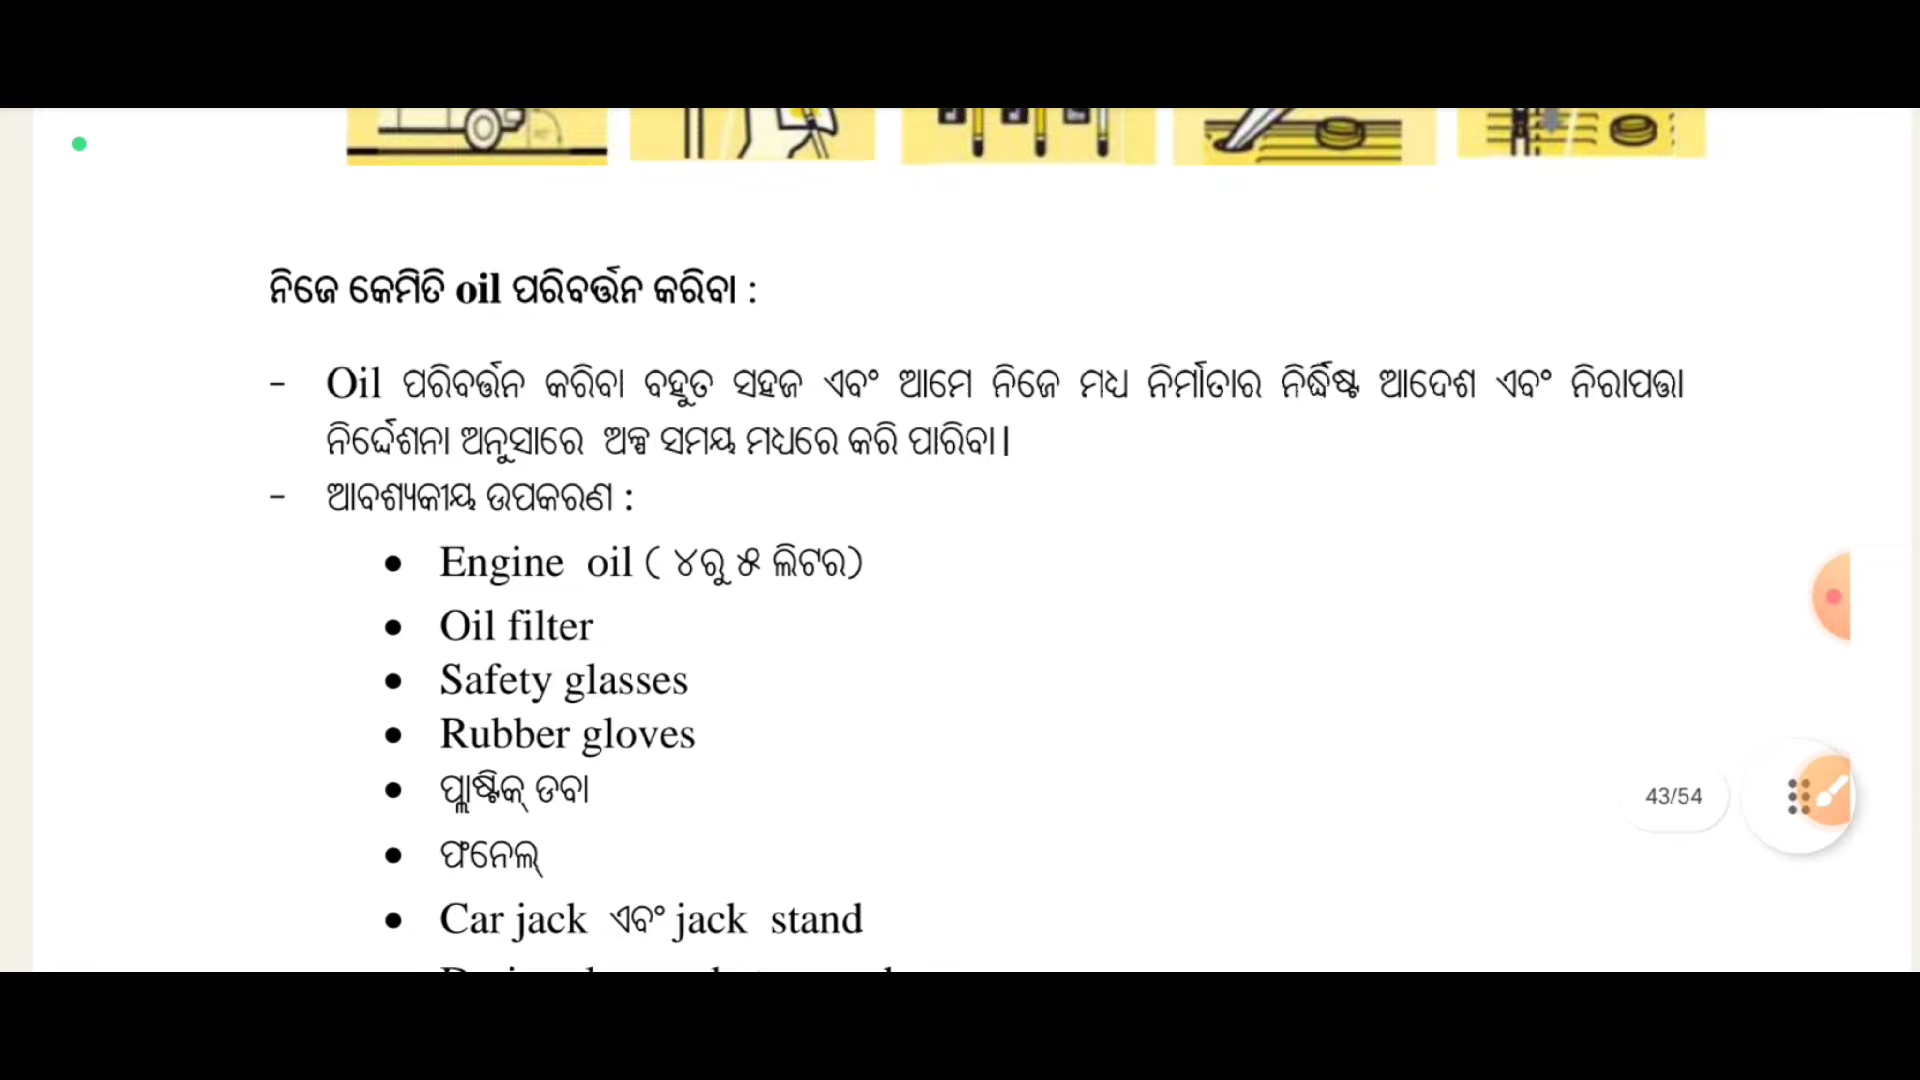 ନିଜେ କେମିତି oil ପରିବର୍ତ୍ତନ କରିବା :
- Oil ପରିବର୍ତ୍ତନ କରିବା ବହୁତ ସହଜ ଏବଂ ଆମେ ନିଜେ ମଧ୍ୟ ନିର୍ମାତାର ନିର୍ଦ୍ଧିଷ୍ଟ ଆଦେଶ ଏବଂ ନିରାପତ୍ତା
ନିର୍ଦ୍ଦେଶନା ଅନୁସାରେ ଅଳ୍ପ ସମୟ ମଧ୍ୟରେ କରି ପାରିବା।
- ଆବଶ୍ୟକୀୟ ଉପକରଣ :
• Engine oil ( ୪ରୁ ୫ ଲିଟର)
• Oil filter
• Safety glasses
• Rubber gloves
• ପ୍ଲାଷ୍ଟିକ୍ ଡବା
43/54
• ଫନେଲ୍
• Car jack ଏବଂ jack stand